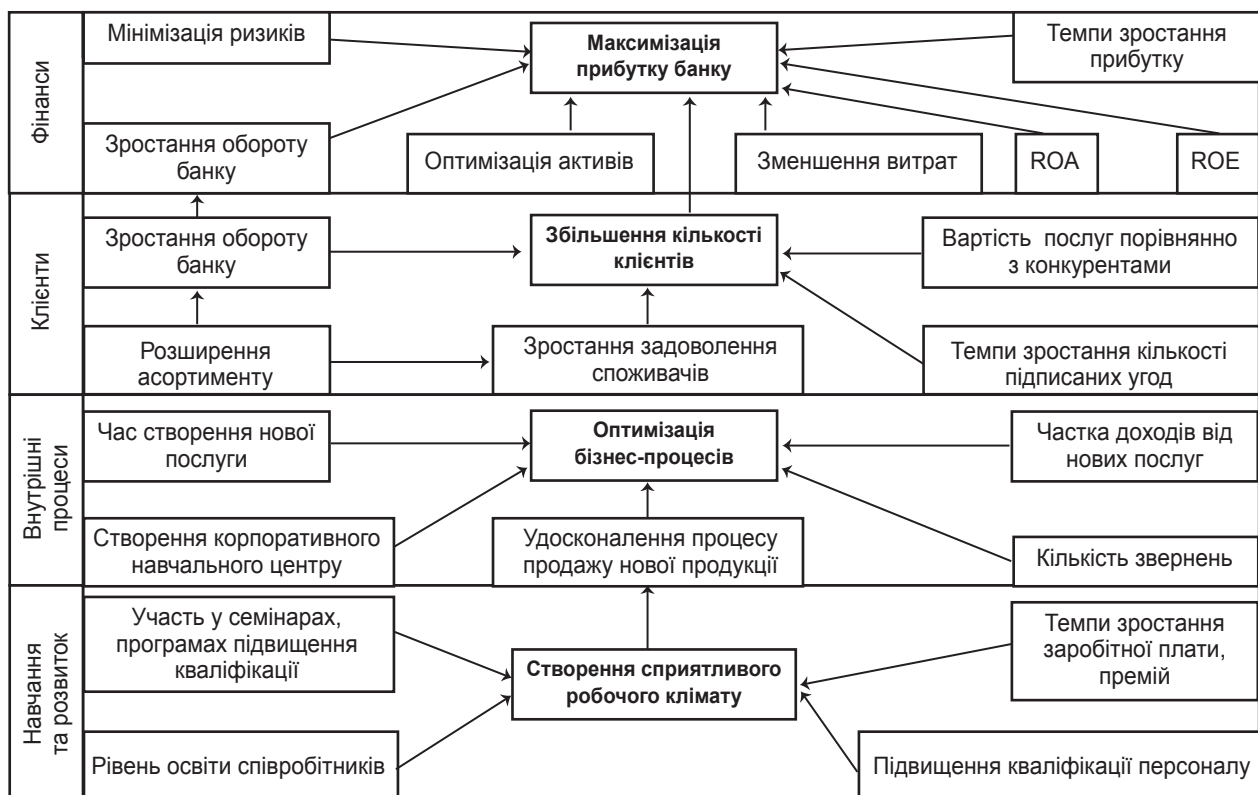 Фінанси
Мінімізація ризиків
Максимізація
прибутку банку
Темпи зростання
прибутку
Зростання обороту
банку
Оптимізація активів
Зменшення витрат
ROA
ROE
Клієнти
Зростання обороту
банку
Збільшення кількості
клієнтів
Вартість послуг порівнянно
з конкурентами
Розширення
асортименту
Зростання задоволення
споживачів
Темпи зростання кількості
підписаних угод
Внутрішні
процеси
Час створення нової
послуги
Оптимізація
бізнес-процесів
Частка доходів від
нових послуг
Створення корпоративного
навчального центру
Удосконалення процесу
продажу нової продукції
Кількість звернень
Навчання
та розвиток
Участь у семінарах,
програмах підвищення
кваліфікації
Створення сприятливого
робочого клімату
Темпи зростання
заробітної плати,
премій
Рівень освіти співробітників
Підвищення кваліфікації персоналу